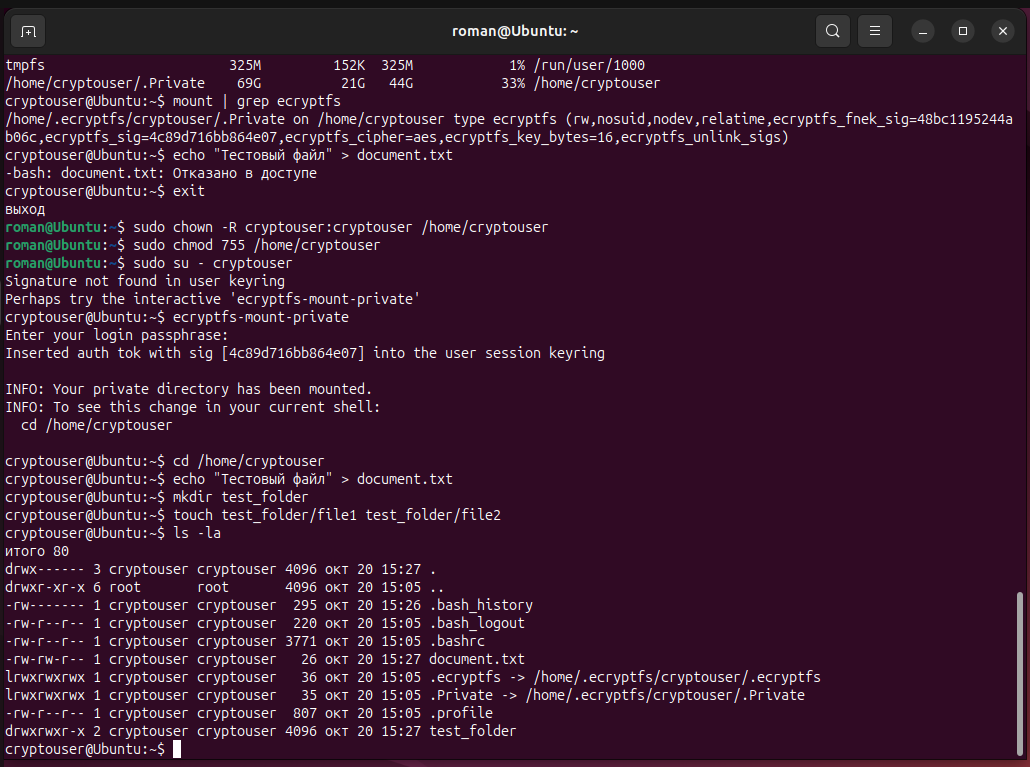 roman@Ubuntu: ~
tmpfs                       325M         152K  325M            1% /run/user/1000
/home/cryptouser/.Private    69G          21G   44G           33% /home/cryptouser
cryptouser@Ubuntu:~$ mount | grep ecryptfs
/home/.ecryptfs/cryptouser/.Private on /home/cryptouser type ecryptfs (rw,nosuid,nodev,relatime,ecryptfs_fnek_sig=48bc1195244a
b06c,ecryptfs_sig=4c89d716bb864e07,ecryptfs_cipher=aes,ecryptfs_key_bytes=16,ecryptfs_unlink_sigs)
cryptouser@Ubuntu:~$ echo "Тестовый файл" > document.txt
-bash: document.txt: Отказано в доступе
cryptouser@Ubuntu:~$ exit
выход
roman@Ubuntu:~$ sudo chown -R cryptouser:cryptouser /home/cryptouser
roman@Ubuntu:~$ sudo chmod 755 /home/cryptouser
roman@Ubuntu:~$ sudo su - cryptouser
Signature not found in user keyring
Perhaps try the interactive 'ecryptfs-mount-private'
cryptouser@Ubuntu:~$ ecryptfs-mount-private
Enter your login passphrase:
Inserted auth tok with sig [4c89d716bb864e07] into the user session keyring
INFO: Your private directory has been mounted.
INFO: To see this change in your current shell:
  cd /home/cryptouser
cryptouser@Ubuntu:~$ cd /home/cryptouser
cryptouser@Ubuntu:~$ echo "Тестовый файл" > document.txt
cryptouser@Ubuntu:~$ mkdir test_folder
cryptouser@Ubuntu:~$ touch test_folder/file1 test_folder/file2
cryptouser@Ubuntu:~$ ls -la
итого 80
drwx------ 3 cryptouser cryptouser 4096 окт 20 15:27 .
drwxr-xr-x 6 root       root       4096 окт 20 15:05 ..
-rw------- 1 cryptouser cryptouser  295 окт 20 15:26 .bash_history
-rw-r--r-- 1 cryptouser cryptouser  220 окт 20 15:05 .bash_logout
-rw-r--r-- 1 cryptouser cryptouser 3771 окт 20 15:05 .bashrc
-rw-rw-r-- 1 cryptouser cryptouser   26 окт 20 15:27 document.txt
lrwxrwxrwx 1 cryptouser cryptouser   36 окт 20 15:05 .ecryptfs -> /home/.ecryptfs/cryptouser/.ecryptfs
lrwxrwxrwx 1 cryptouser cryptouser   35 окт 20 15:05 .Private -> /home/.ecryptfs/cryptouser/.Private
-rw-r--r-- 1 cryptouser cryptouser  807 окт 20 15:05 .profile
drwxrwxr-x 2 cryptouser cryptouser 4096 окт 20 15:27 test_folder
cryptouser@Ubuntu:~$